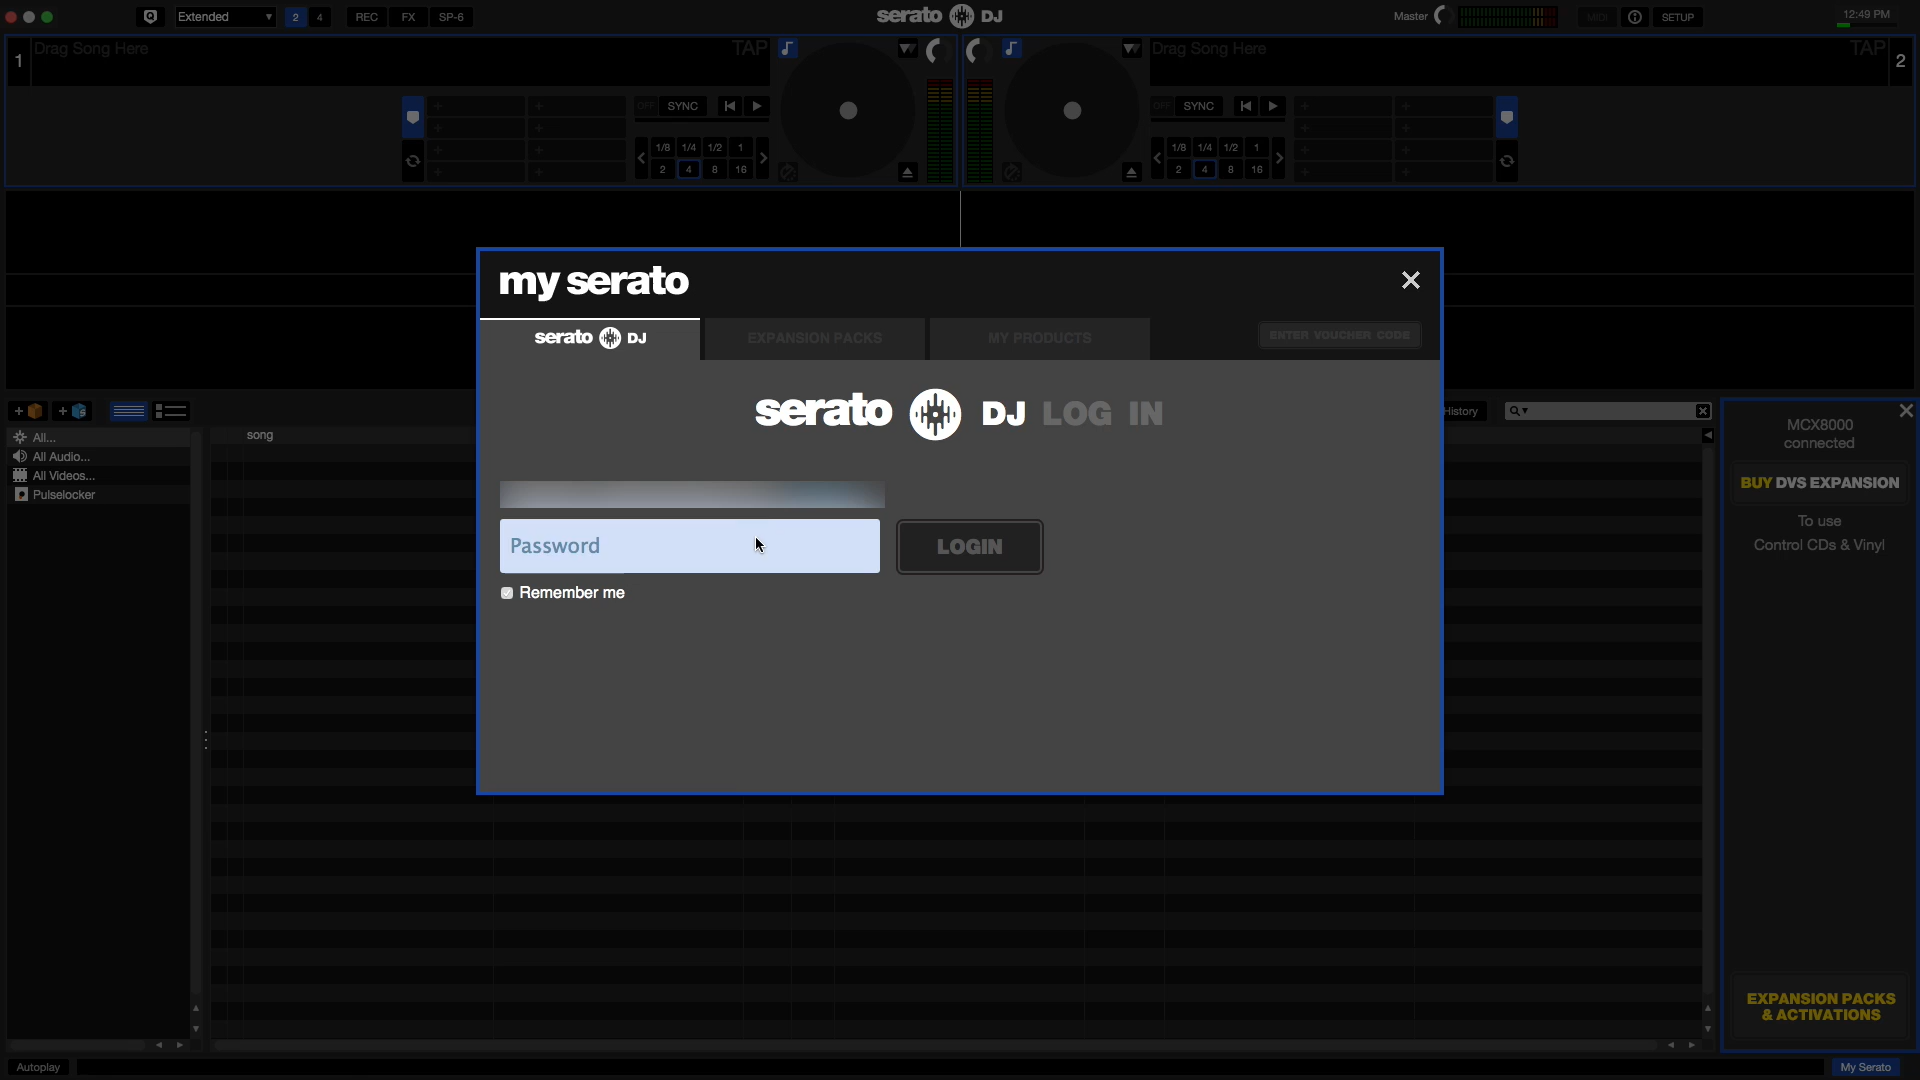 Extended
2
4
REC
FX
SP-6
serato DJ
Master
MIDI
SETUP
12:49 PM
1
Drag Song Here
TAP
Drag Song Here
TAP
2
OFF
SYNC
1/8 1/4 1/2 1
2 4 8 16
OFF
SYNC
1/8 1/4 1/2 1
2 4 8 16
my serato
serato DJ
EXPANSION PACKS
MY PRODUCTS
ENTER VOUCHER CODE
serato DJ LOG IN
Password
LOGIN
Remember me
All...
All Audio...
All Videos...
Pulselocker
song
History
MCX8000
connected
BUY DVS EXPANSION
To use
Control CDs & Vinyl
EXPANSION PACKS
& ACTIVATIONS
Autoplay
My Serato